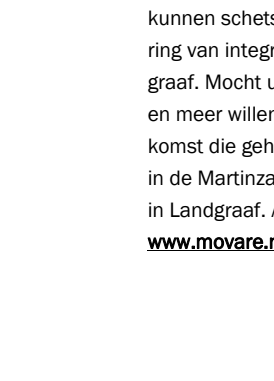 kunnen schets
ring van integr
graaf. Mocht u
en meer willen
komst die geh
in de Martinza
in Landgraaf. A
www.movare.n